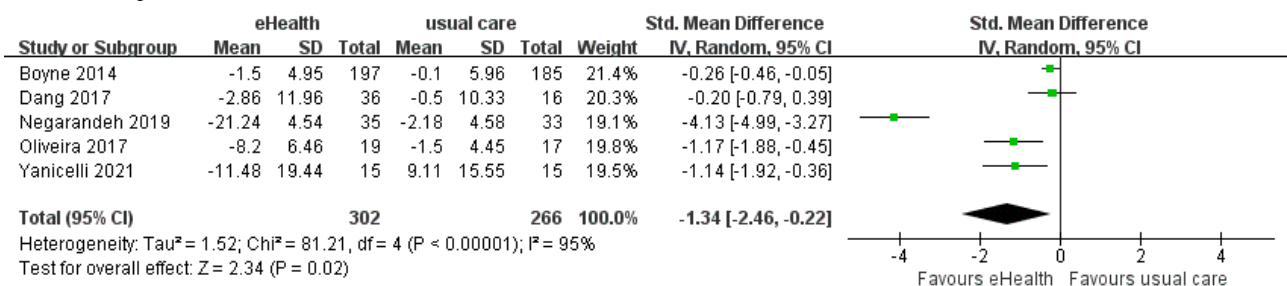 eHealth usual care Std. Mean Difference Std. Mean Difference
Study or Subgroup Mean SD Total Mean SD Total Weight IV, Random, 95% CI IV, Random, 95% CI
Boyne 2014 -1.5 4.95 197 -0.1 5.96 185 21.4% -0.26 [-0.46, -0.05]
Dang 2017 -2.86 11.96 36 -0.5 10.33 16 20.3% -0.20 [-0.79, 0.39]
Negarandeh 2019 -21.24 4.54 35 -2.18 4.58 33 19.1% -4.13 [-4.99, -3.27]
Oliveira 2017 -8.2 6.46 19 -1.5 4.45 17 19.8% -1.17 [-1.88, -0.45]
Yanicelli 2021 -11.48 19.44 15 9.11 15.55 15 19.5% -1.14 [-1.92, -0.36]
Total (95% CI) 302 266 100.0% -1.34 [-2.46, -0.22]
Heterogeneity: Tau² = 1.52; Chi² = 81.21, df = 4 (P < 0.00001); I² = 95%
Test for overall effect: Z = 2.34 (P = 0.02)
-4 -2 0 2 4
Favours eHealth Favours usual care